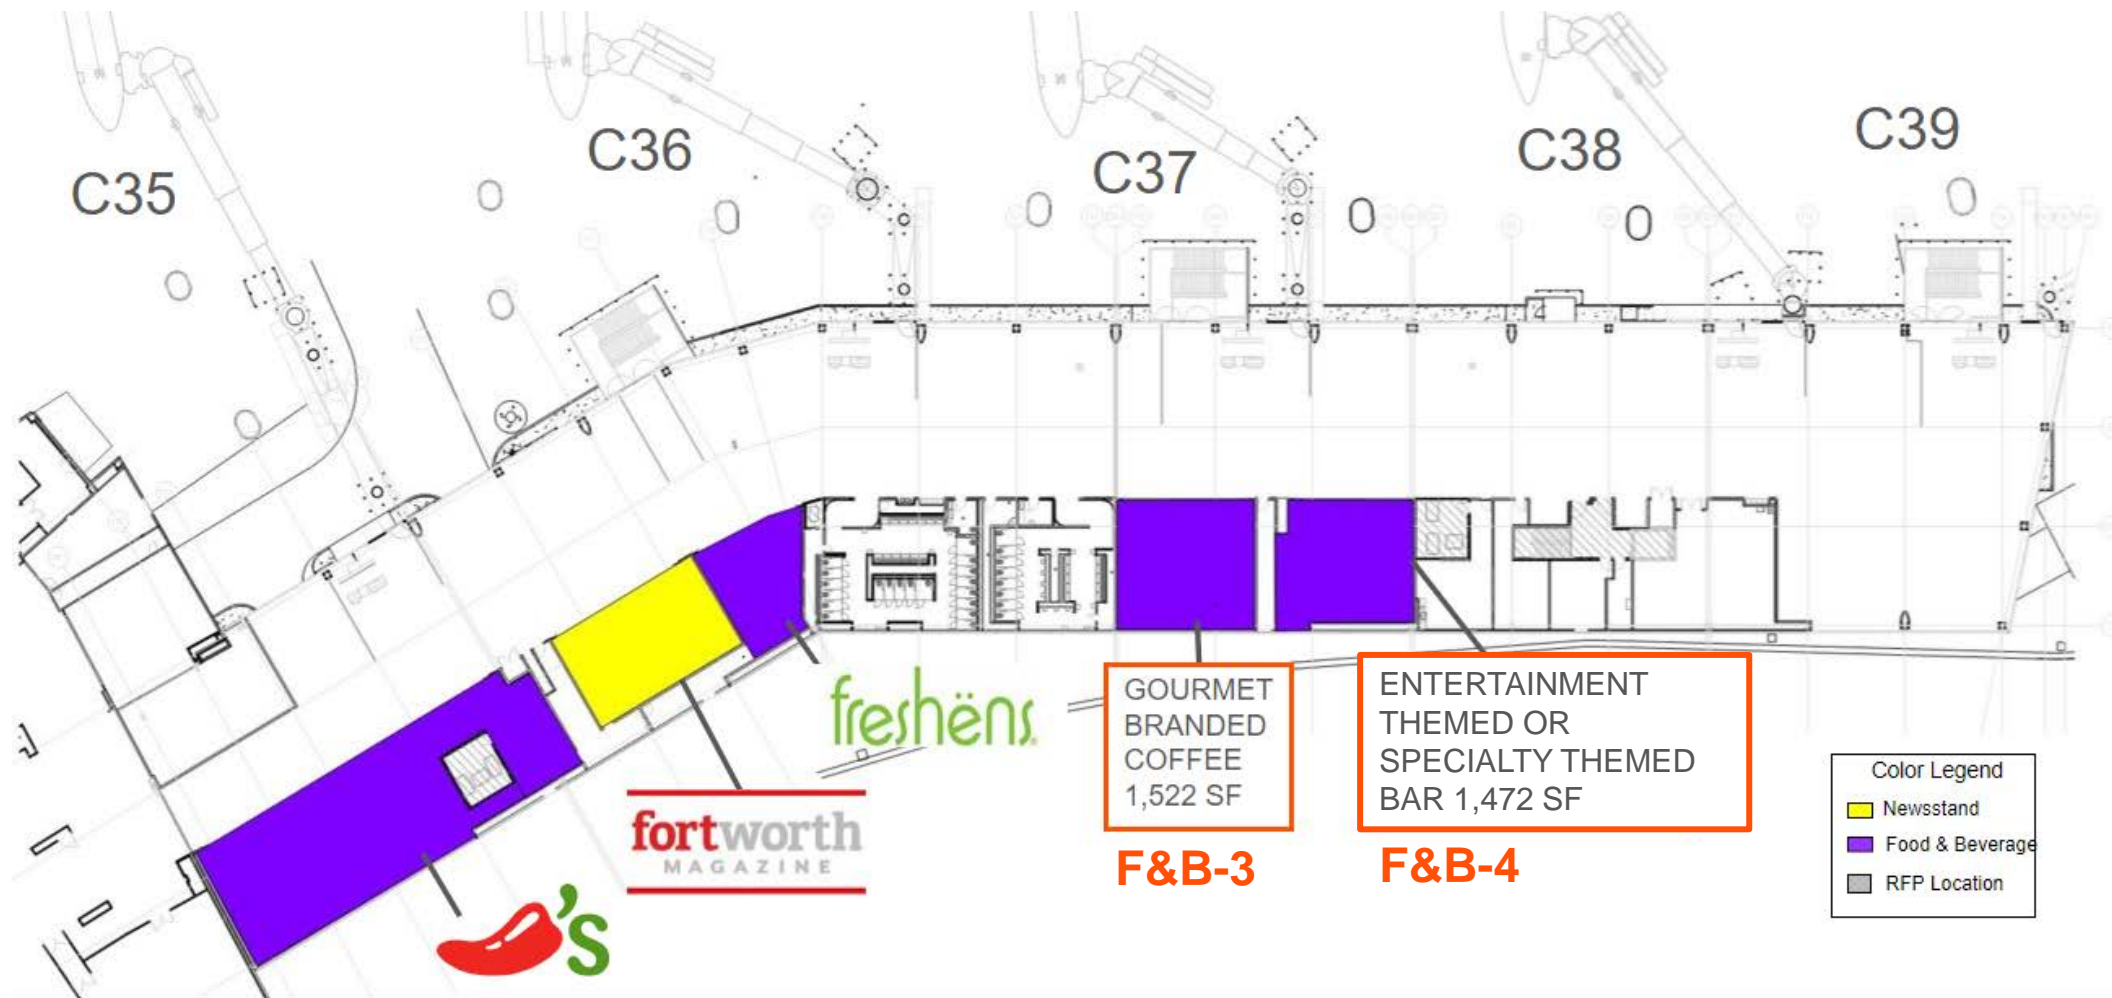 C35
C36
C37
C38
C39
freshëns.
fortworth
MAGAZINE
's
GOURMET
BRANDED
COFFEE
1,522 SF
F&B-3
ENTERTAINMENT
THEMED OR
SPECIALTY THEMED
BAR 1,472 SF
F&B-4
Color Legend
Newsstand
Food & Beverage
RFP Location